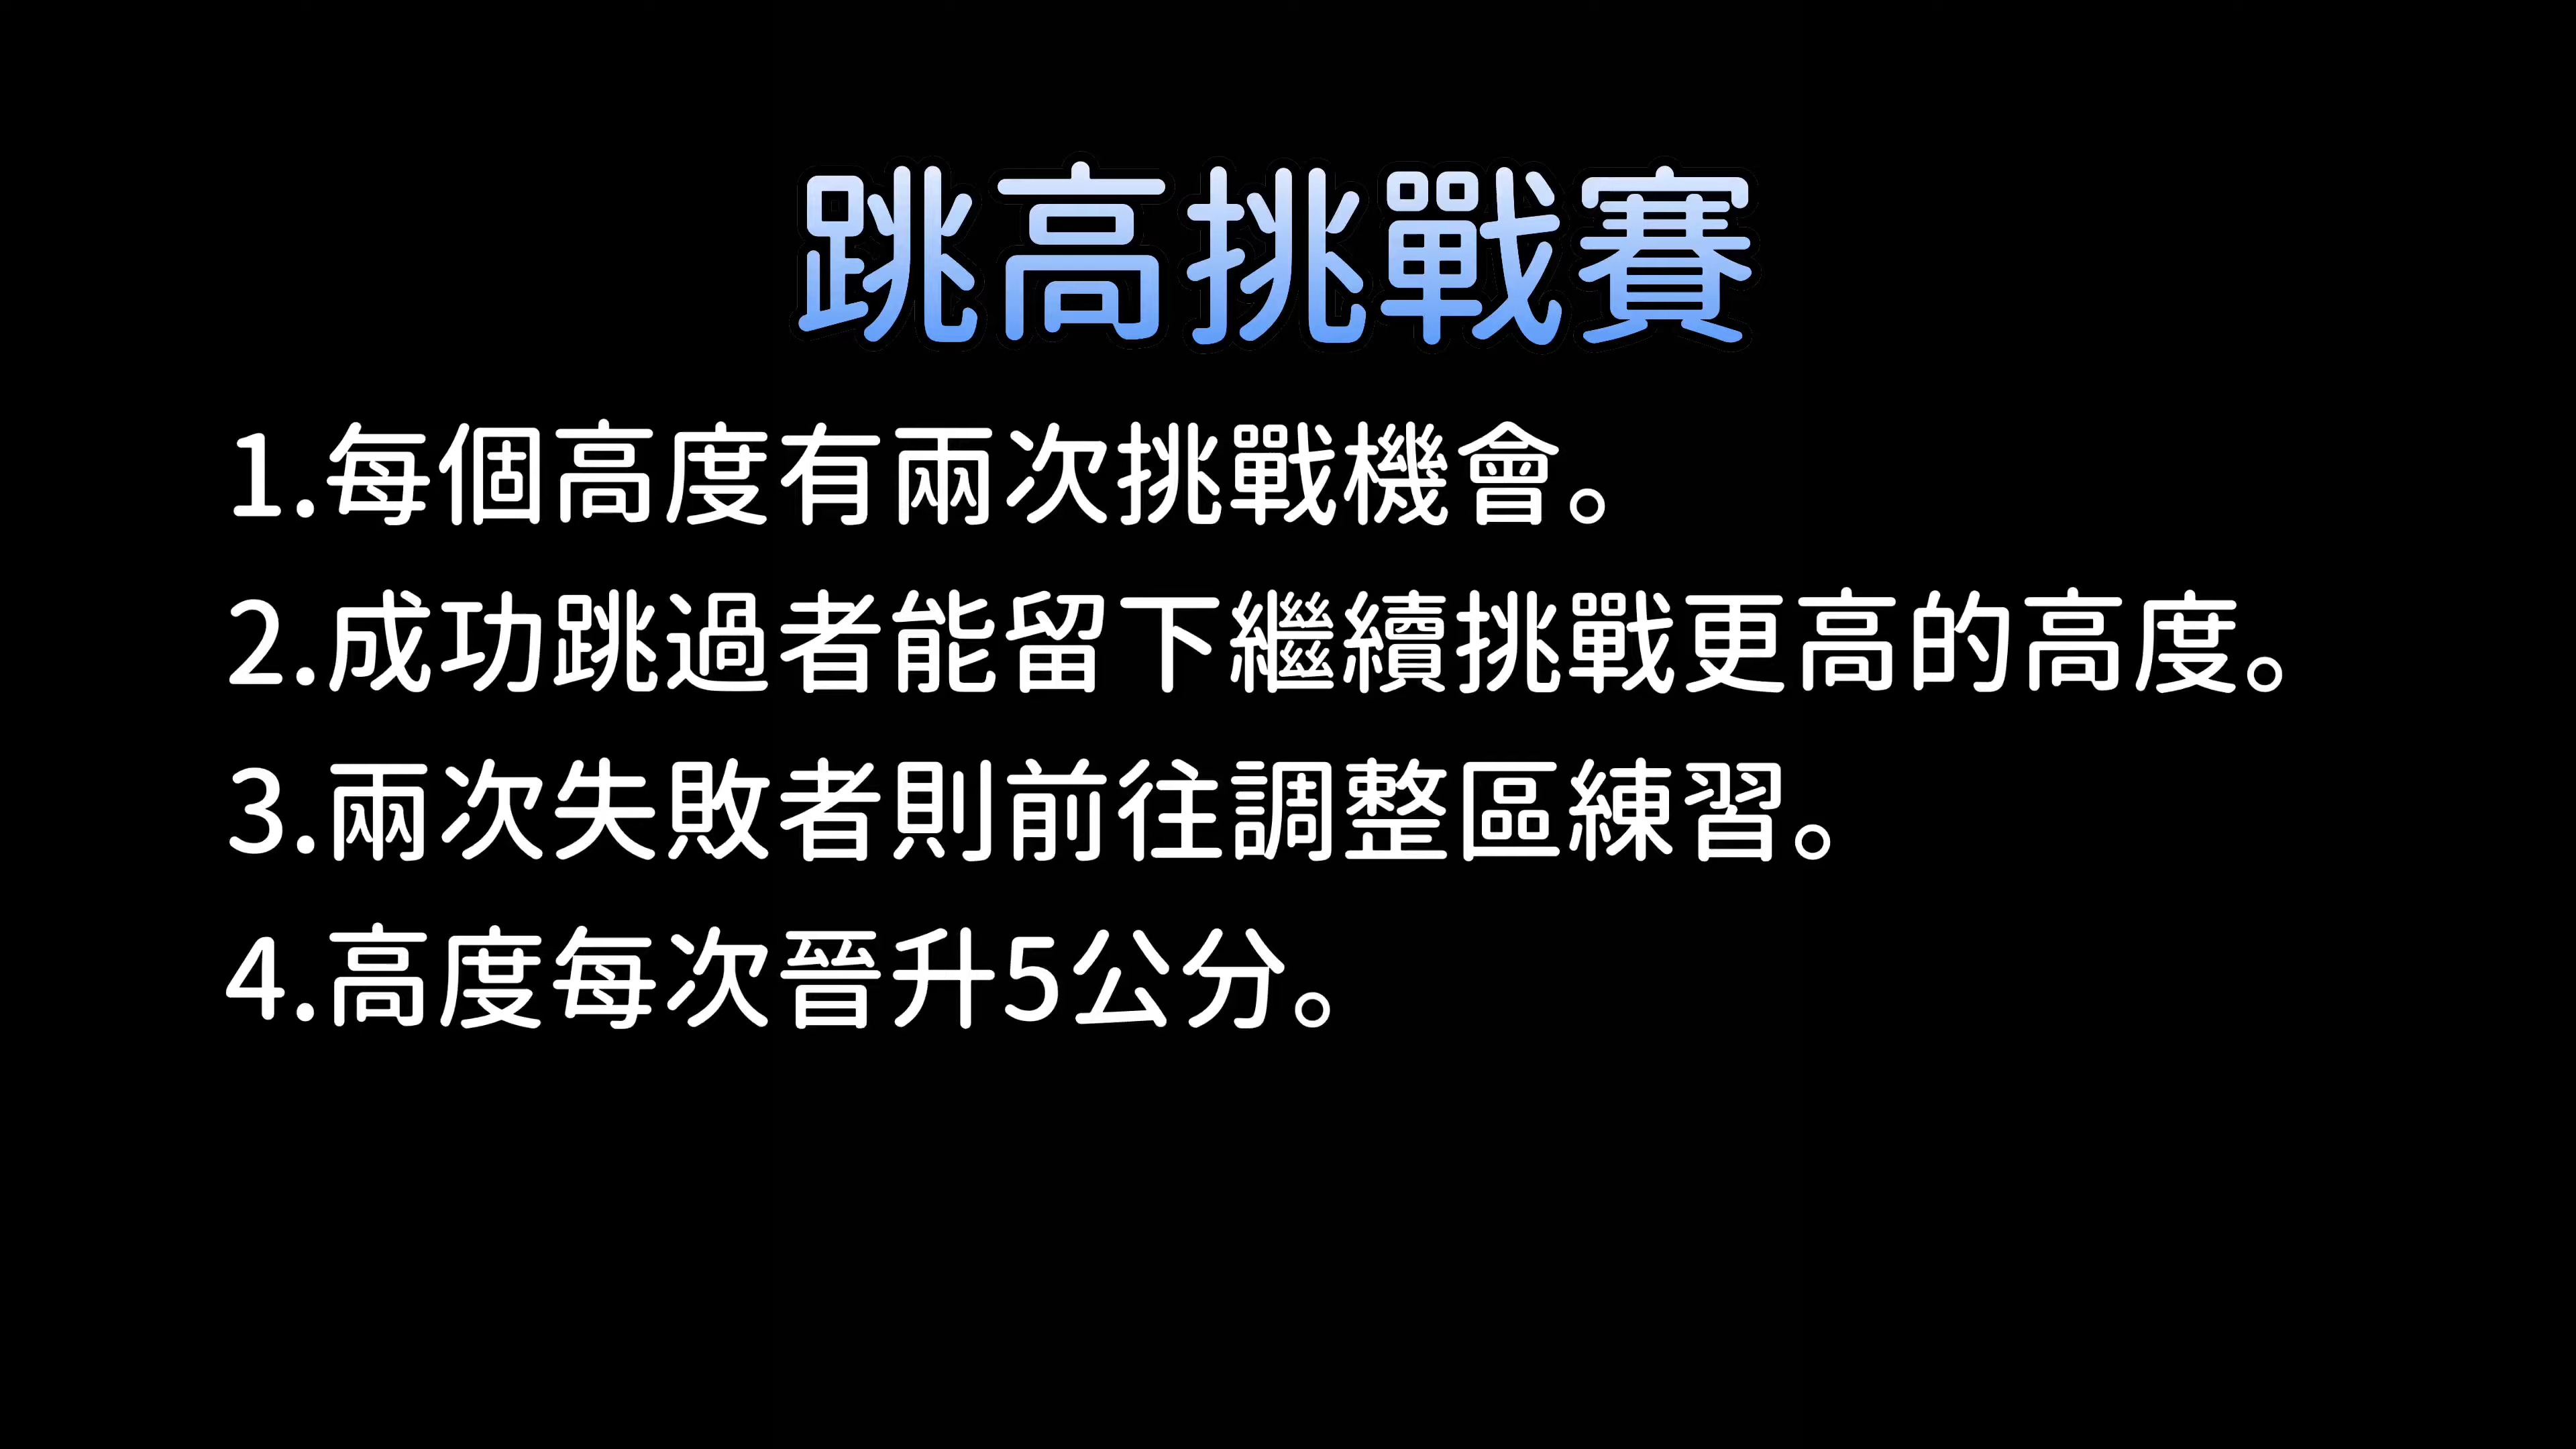 跳高挑戰賽
1.每個高度有兩次挑戰機會。
2.成功跳過者能留下繼續挑戰更高的高度。
3.兩次失敗者則前往調整區練習。
4.高度每次晉升5公分。